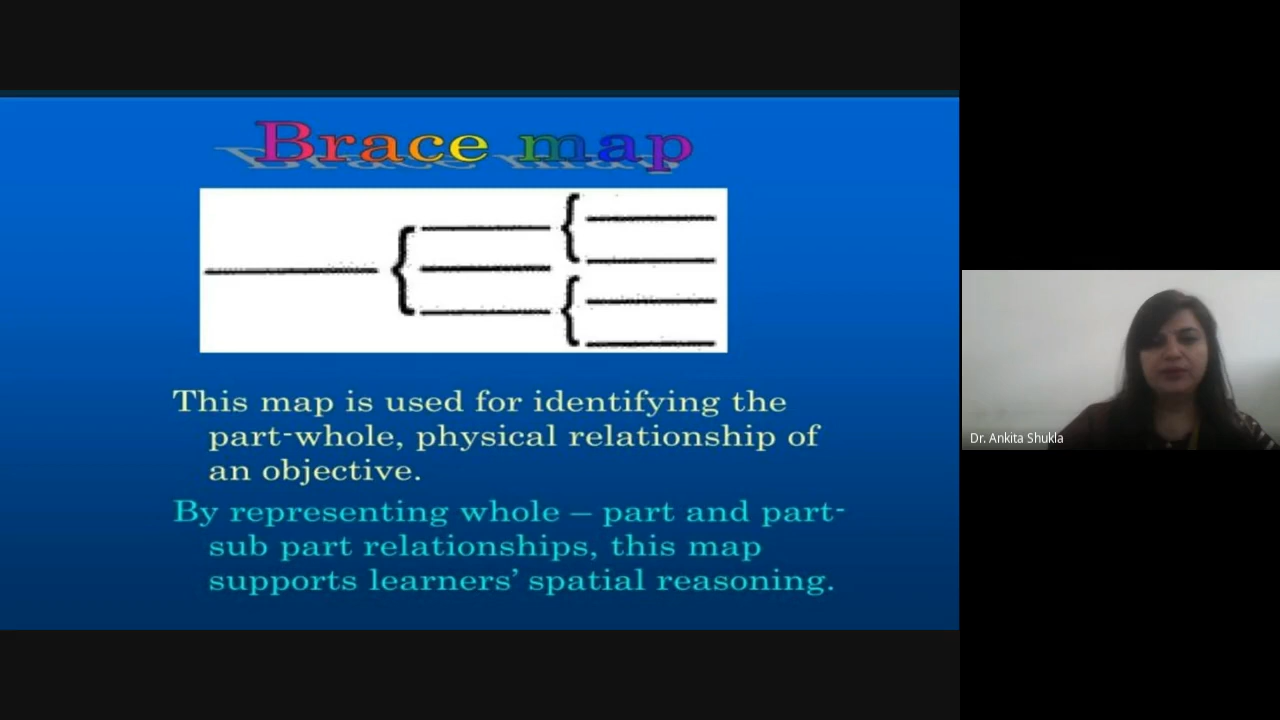 Brace map
This map is used for identifying the
part-whole, physical relationship of
an objective.
By representing whole – part and part-
sub part relationships, this map
supports learners’ spatial reasoning.
Dr. Ankita Shukla